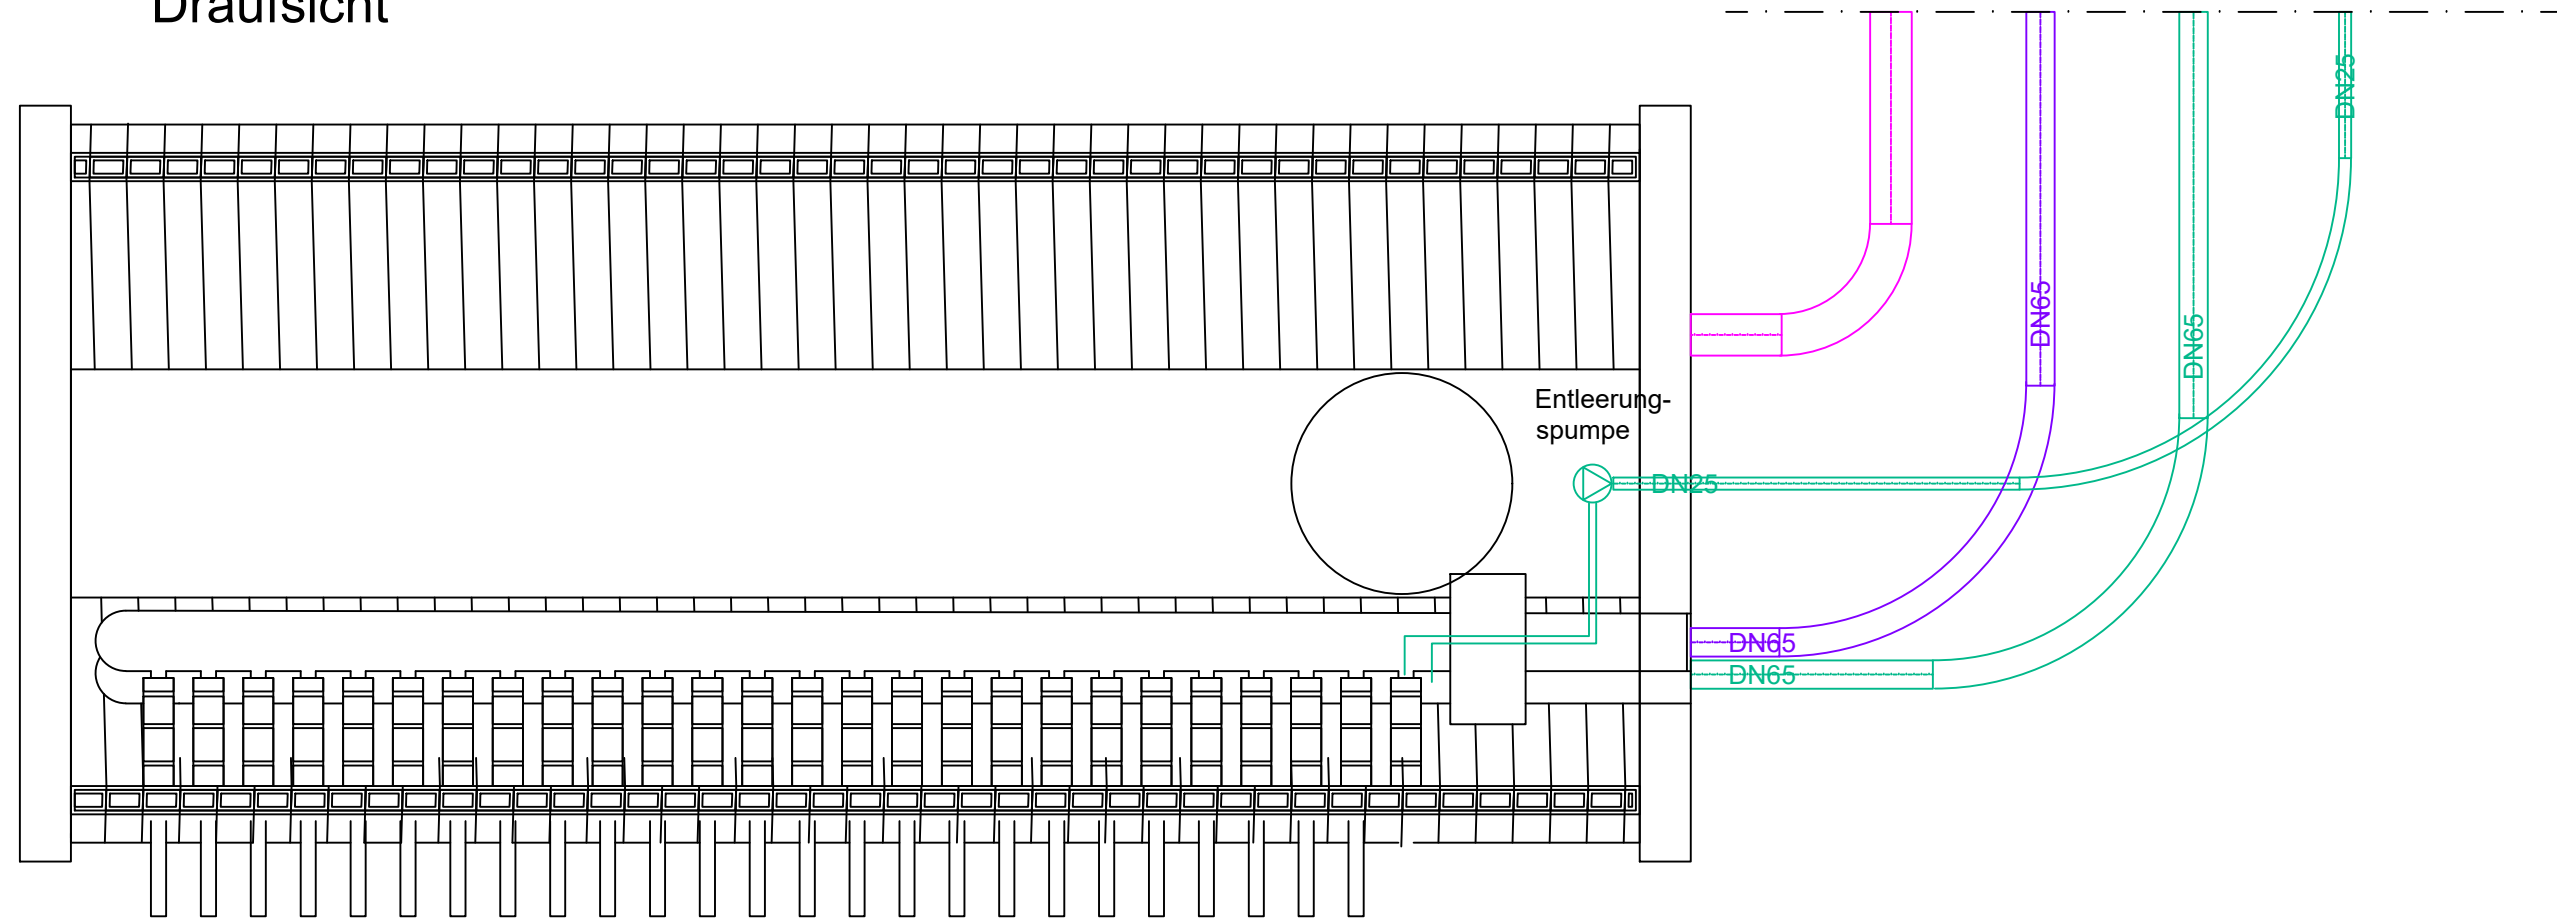 Draufsicht
DN25
DN65
DN65
Entleerung-
spumpe
DN25
DN65
DN65